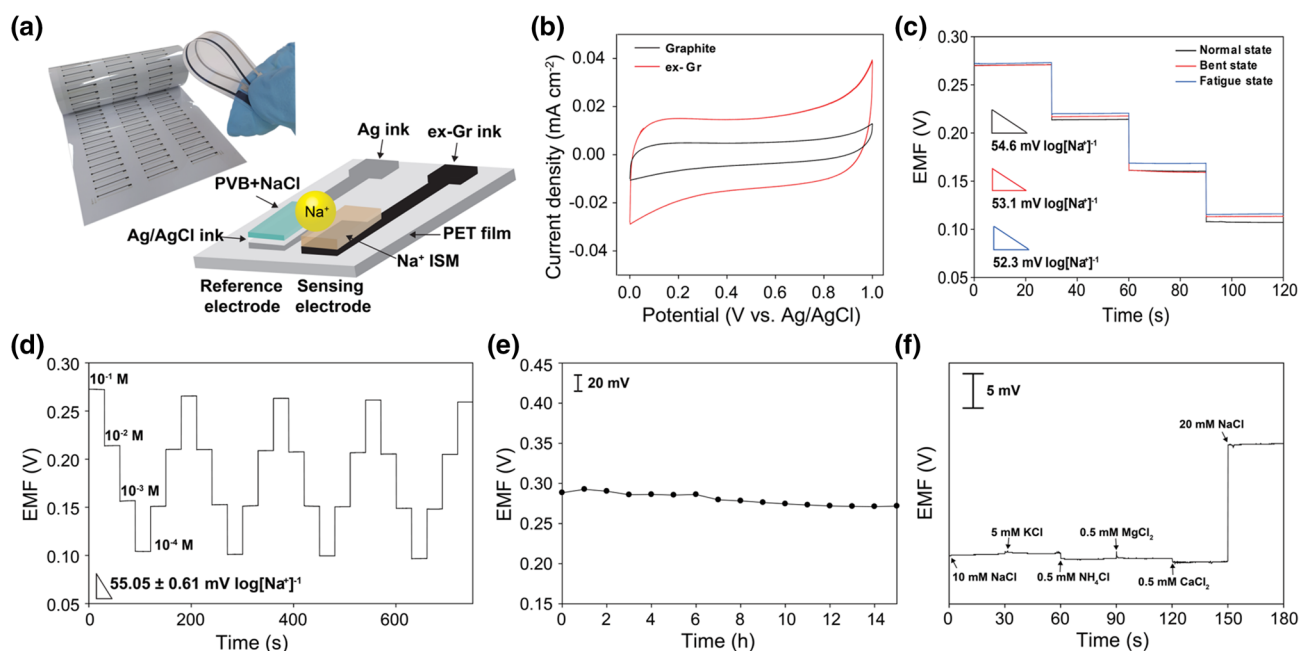 (a)
Ag ink
ex-Gr ink
PVB+NaCl
Na⁺
Ag/AgCl ink
PET film
Na⁺ ISM
Reference electrode
Sensing electrode
(b)
Graphite
ex- Gr
Current density (mA cm⁻²)
0.04
0.02
0.00
-0.02
-0.04
0.0 0.2 0.4 0.6 0.8 1.0
Potential (V vs. Ag/AgCl)
(c)
Normal state
Bent state
Fatigue state
EMF (V)
0.30
0.25
0.20
0.15
0.10
0.05
54.6 mV log[Na⁺]⁻¹
53.1 mV log[Na⁺]⁻¹
52.3 mV log[Na⁺]⁻¹
0 20 40 60 80 100 120
Time (s)
(d)
EMF (V)
0.30
0.25
0.20
0.15
0.10
0.05
10⁻¹ M
10⁻² M
10⁻³ M
10⁻⁴ M
55.05 ± 0.61 mV log[Na⁺]⁻¹
0 200 400 600
Time (s)
(e)
20 mV
EMF (V)
0.45
0.40
0.35
0.30
0.25
0.20
0.15
0 2 4 6 8 10 12 14
Time (h)
(f)
5 mV
EMF (V)
20 mM NaCl
5 mM KCl
0.5 mM MgCl₂
10 mM NaCl
0.5 mM NH₄Cl
0.5 mM CaCl₂
0 30 60 90 120 150 180
Time (s)